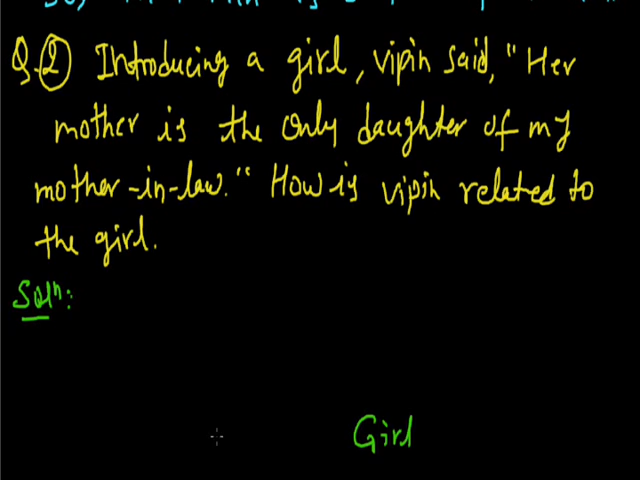 Q.② Introducing a girl, vipin said, "Her
mother is the only daughter of my
mother-in-law." How is vipin related to
the girl.
Solⁿ:
Girl